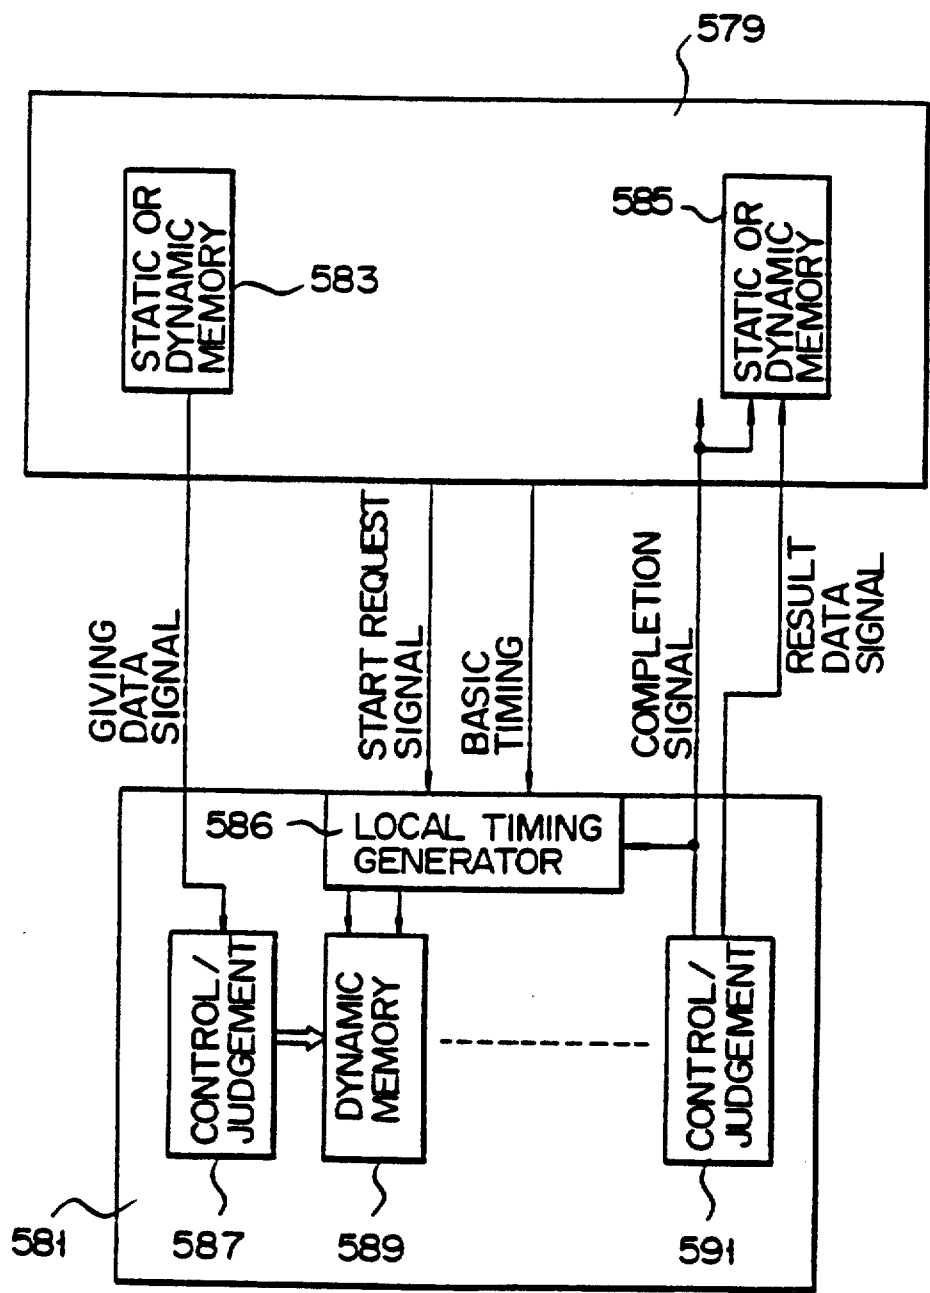 579
STATIC OR
DYNAMIC
MEMORY
583
585
STATIC OR
DYNAMIC
MEMORY
GIVING
DATA
SIGNAL
START REQUEST
SIGNAL
BASIC
TIMING
COMPLETION
SIGNAL
RESULT
DATA
SIGNAL
586
LOCAL TIMING
GENERATOR
CONTROL/
JUDGEMENT
DYNAMIC
MEMORY
CONTROL/
JUDGEMENT
581
587
589
591